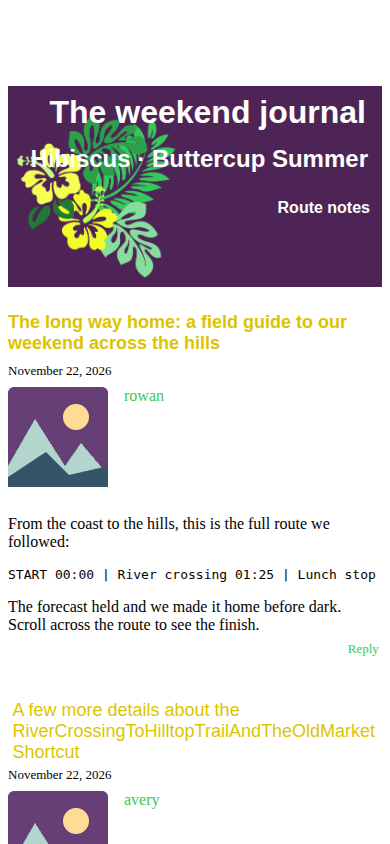 The weekend journal
Hibiscus · Buttercup Summer
Route notes
The long way home: a field guide to our
weekend across the hills
November 22, 2026
rowan
From the coast to the hills, this is the full route we
followed:
START 00:00 | River crossing 01:25 | Lunch stop
The forecast held and we made it home before dark.
Scroll across the route to see the finish.
Reply
A few more details about the
RiverCrossingToHilltopTrailAndTheOldMarket
Shortcut
November 22, 2026
avery